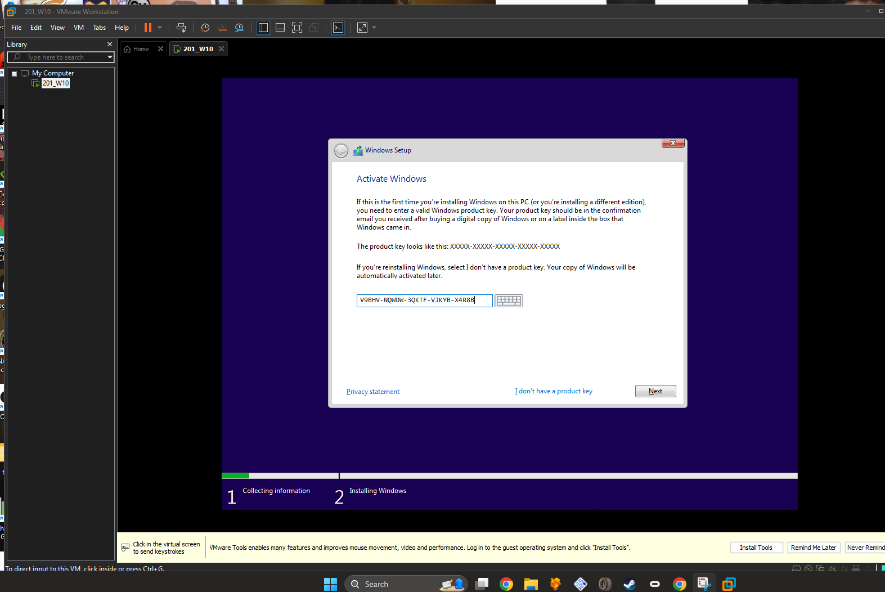 201_W10 - VMware Workstation
File Edit View VM Tabs Help
Library
Type here to search
My Computer
201_W10
Home
201_W10
Windows Setup
Activate Windows
If this is the first time you're installing Windows on this PC (or you're installing a different edition),
you need to enter a valid Windows product key. Your product key should be in the confirmation
email you received after buying a digital copy of Windows or on a label inside the box that
Windows came in.
The product key looks like this: XXXXX-XXXXX-XXXXX-XXXXX-XXXXX
If you're reinstalling Windows, select I don't have a product key. Your copy of Windows will be
automatically activated later.
Privacy statement
I don't have a product key
Next
1 Collecting information
2 Installing Windows
Click in the virtual screen
to send keystrokes
VMware Tools enables many features and improves mouse movement, video and performance. Log in to the guest operating system and click "Install Tools".
Install Tools
Remind Me Later
Never Remind
To direct input to this VM, click inside or press Ctrl+G.
Search